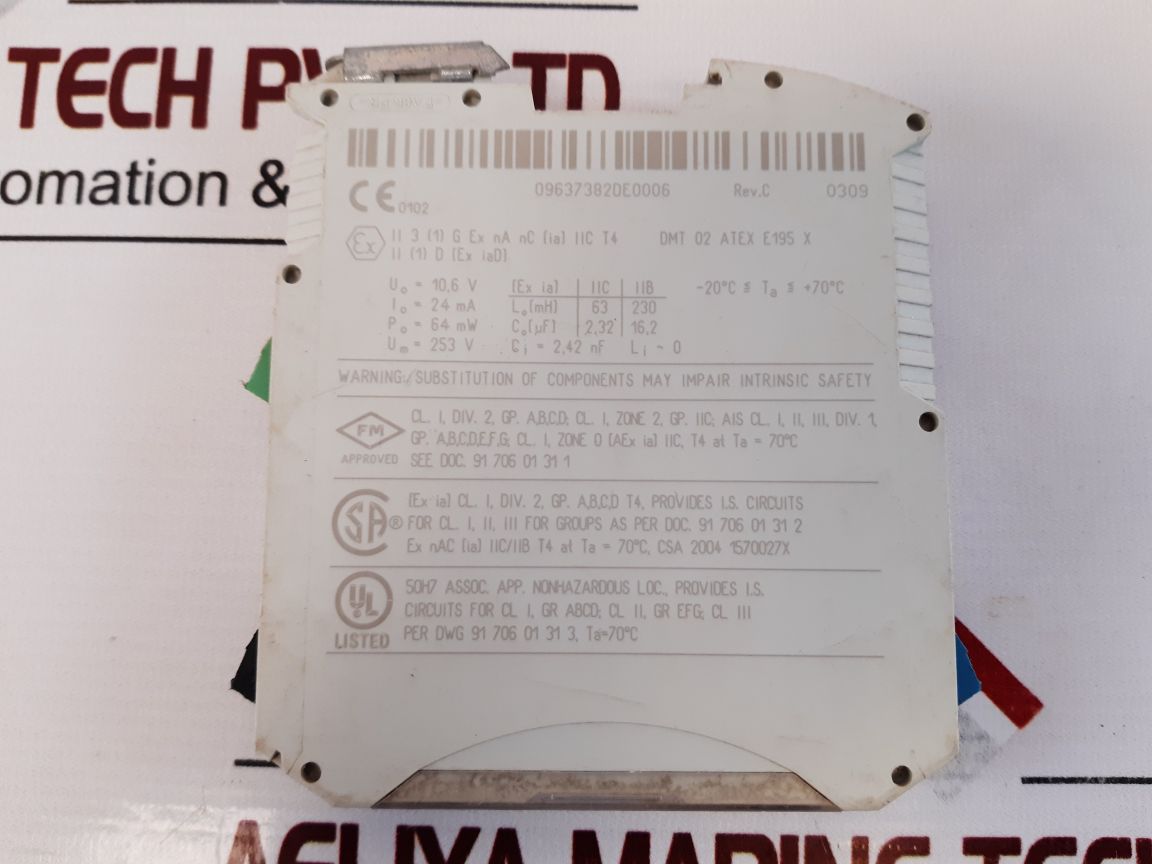 TECH PV LTD
omation &
09637382DE0006 Rev.C 0309
CE 0102
Ex II 3 (1) G Ex nA nC [ia] IIC T4 DMT 02 ATEX E195 X
II (1) D [Ex iaD]
Uo = 10,6 V [Ex ia] IIC IIB -20°C ≤ Ta ≤ +70°C
Io = 24 mA Lo[mH] 63 230
Po = 64 mW Co[µF] 2,32 16,2
Um = 253 V Ci = 2,42 nF Li ~ 0
WARNING: SUBSTITUTION OF COMPONENTS MAY IMPAIR INTRINSIC SAFETY
FM APPROVED
CL. I, DIV. 2, GP. A,B,C,D; CL. I, ZONE 2, GP. IIC; AIS CL. I, II, III, DIV. 1,
GP. A,B,C,D,E,F,G; CL. I, ZONE 0 [AEx ia] IIC, T4 at Ta = 70°C
SEE DOC. 91 706 01 31 1
SA®
[Ex ia] CL. I, DIV. 2, GP. A,B,C,D T4, PROVIDES I.S. CIRCUITS
FOR CL. I, II, III FOR GROUPS AS PER DOC. 91 706 01 31 2
Ex nAC [ia] IIC/IIB T4 at Ta = 70°C, CSA 2004 1570027X
UL LISTED
50H7 ASSOC. APP. NONHAZARDOUS LOC., PROVIDES I.S.
CIRCUITS FOR CL I, GR ABCD; CL II, GR EFG; CL III
PER DWG 91 706 01 31 3, Ta=70°C
AELIYA MARINE TECH